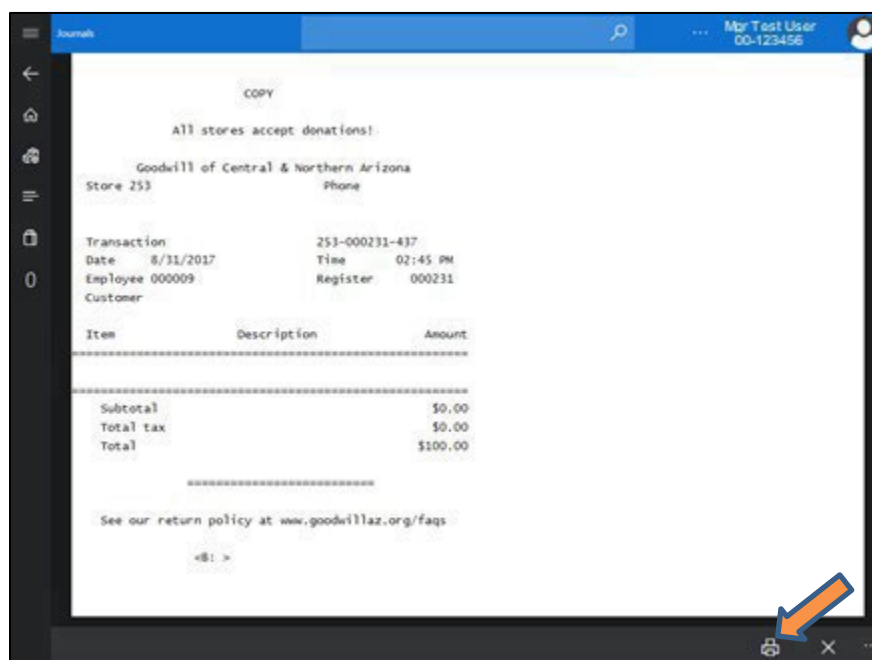 Journals
... Mgr Test User
00-123456
COPY
All stores accept donations!
Goodwill of Central & Northern Arizona
Store 253 Phone
Transaction 253-000231-437
Date 8/31/2017 Time 02:45 PM
Employee 000009 Register 000231
Customer
Item Description Amount
==========================================================
==========================================================
Subtotal $0.00
Total tax $0.00
Total $100.00
============================
See our return policy at www.goodwillaz.org/faqs
<B: >
0